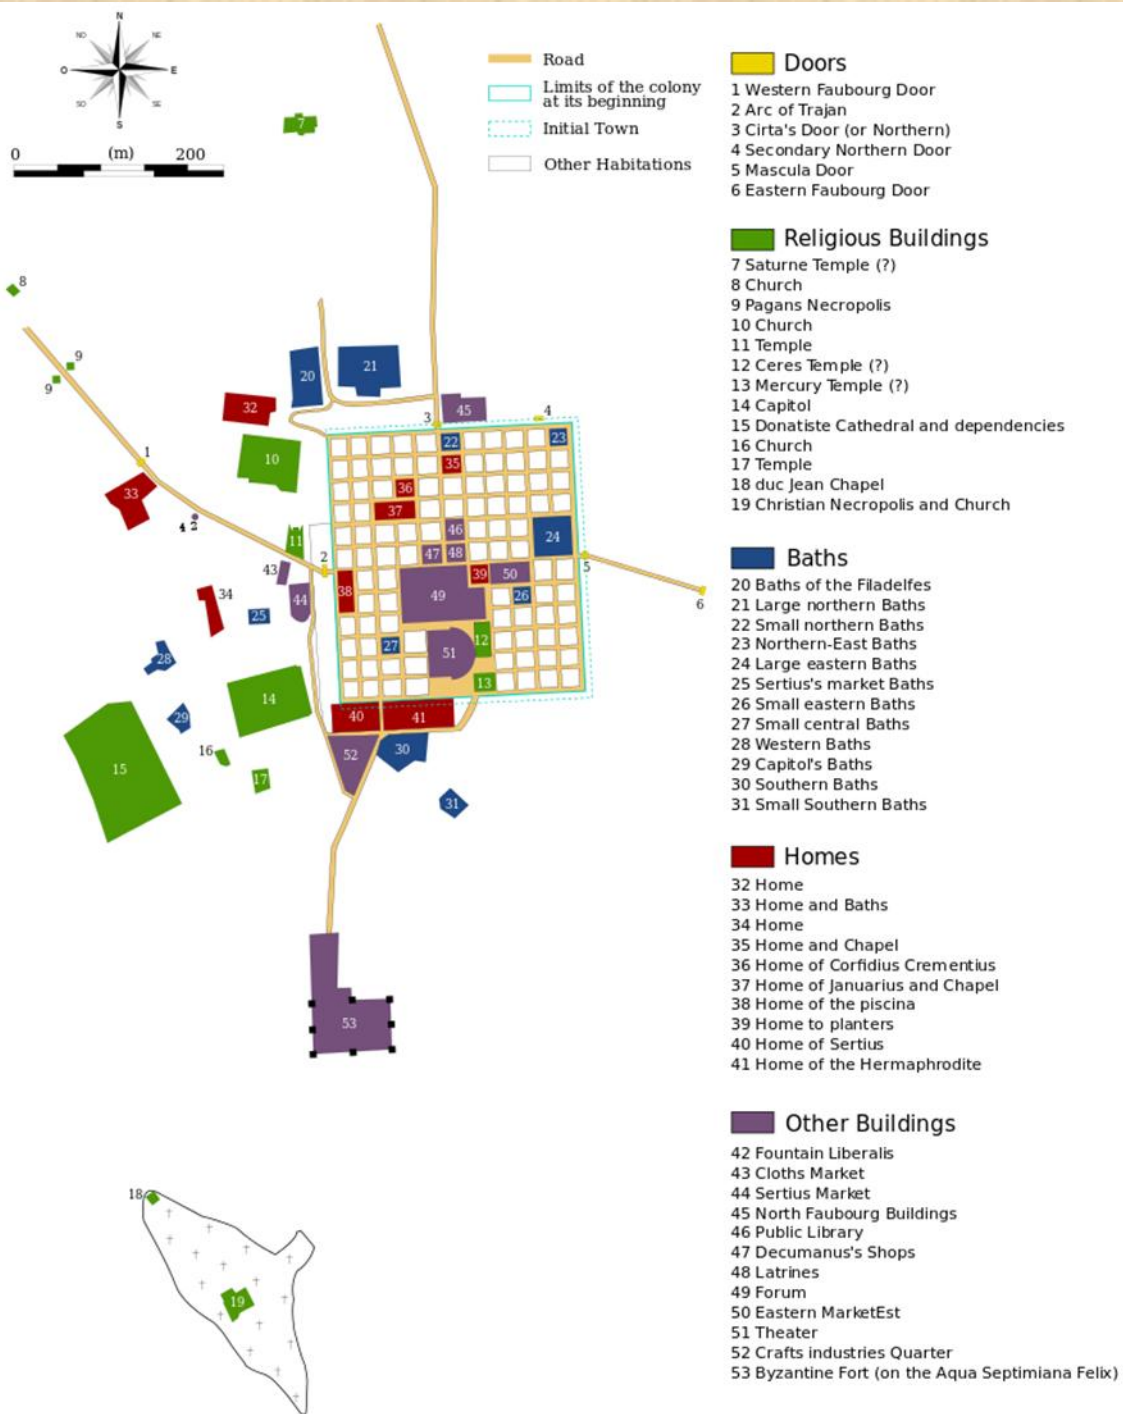 N
NO
NE
O
E
SO
SE
S
0 (m) 200
Road
Limits of the colony
at its beginning
Initial Town
Other Habitations
Doors
1 Western Faubourg Door
2 Arc of Trajan
3 Cirta's Door (or Northern)
4 Secondary Northern Door
5 Mascula Door
6 Eastern Faubourg Door
Religious Buildings
7 Saturne Temple (?)
8 Church
9 Pagans Necropolis
10 Church
11 Temple
12 Ceres Temple (?)
13 Mercury Temple (?)
14 Capitol
15 Donatiste Cathedral and dependencies
16 Church
17 Temple
18 duc Jean Chapel
19 Christian Necropolis and Church
Baths
20 Baths of the Filadelfes
21 Large northern Baths
22 Small northern Baths
23 Northern-East Baths
24 Large eastern Baths
25 Sertius's market Baths
26 Small eastern Baths
27 Small central Baths
28 Western Baths
29 Capitol's Baths
30 Southern Baths
31 Small Southern Baths
Homes
32 Home
33 Home and Baths
34 Home
35 Home and Chapel
36 Home of Corfidius Crementius
37 Home of Januarius and Chapel
38 Home of the piscina
39 Home to planters
40 Home of Sertius
41 Home of the Hermaphrodite
Other Buildings
42 Fountain Liberalis
43 Cloths Market
44 Sertius Market
45 North Faubourg Buildings
46 Public Library
47 Decumanus's Shops
48 Latrines
49 Forum
50 Eastern MarketEst
51 Theater
52 Crafts industries Quarter
53 Byzantine Fort (on the Aqua Septimiana Felix)
7
8
9
9
20
21
32
3
45
4
22
23
10
1
35
33
36
37
4 2
46
24
11
2
47
48
5
43
38
39
50
6
34
44
49
26
25
12
27
51
28
13
14
29
40
41
16
52
30
15
17
31
53
18
19